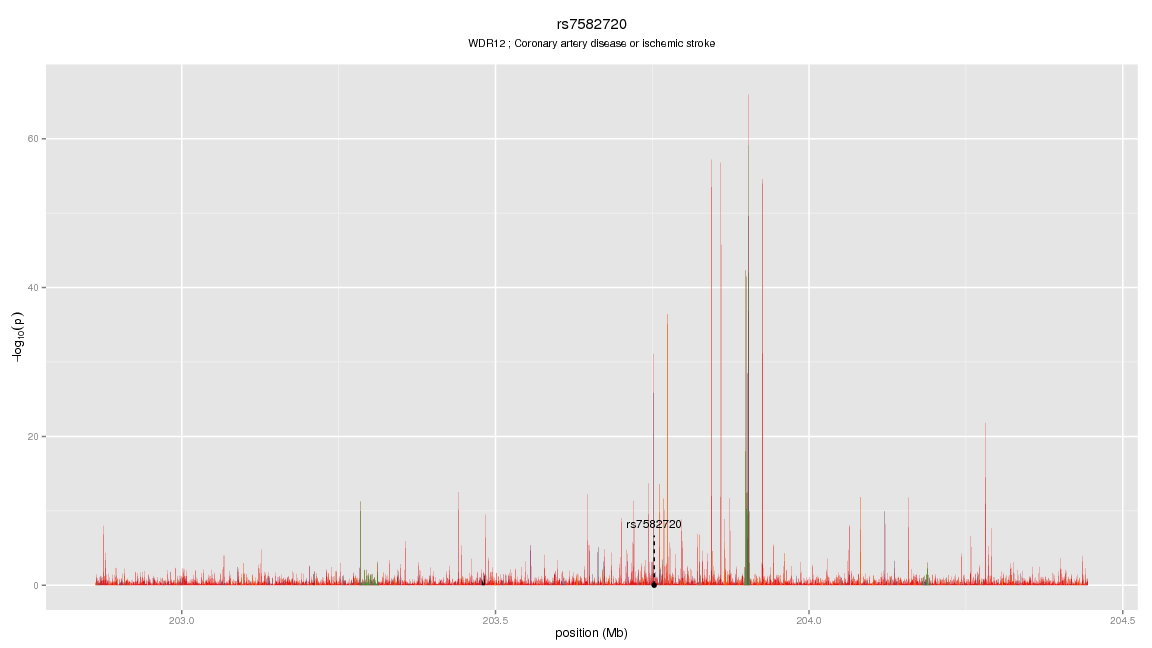 rs7582720
WDR12 ; Coronary artery disease or ischemic stroke
60
40
20
0
−log10(p)
rs7582720
203.0
203.5
204.0
204.5
position (Mb)